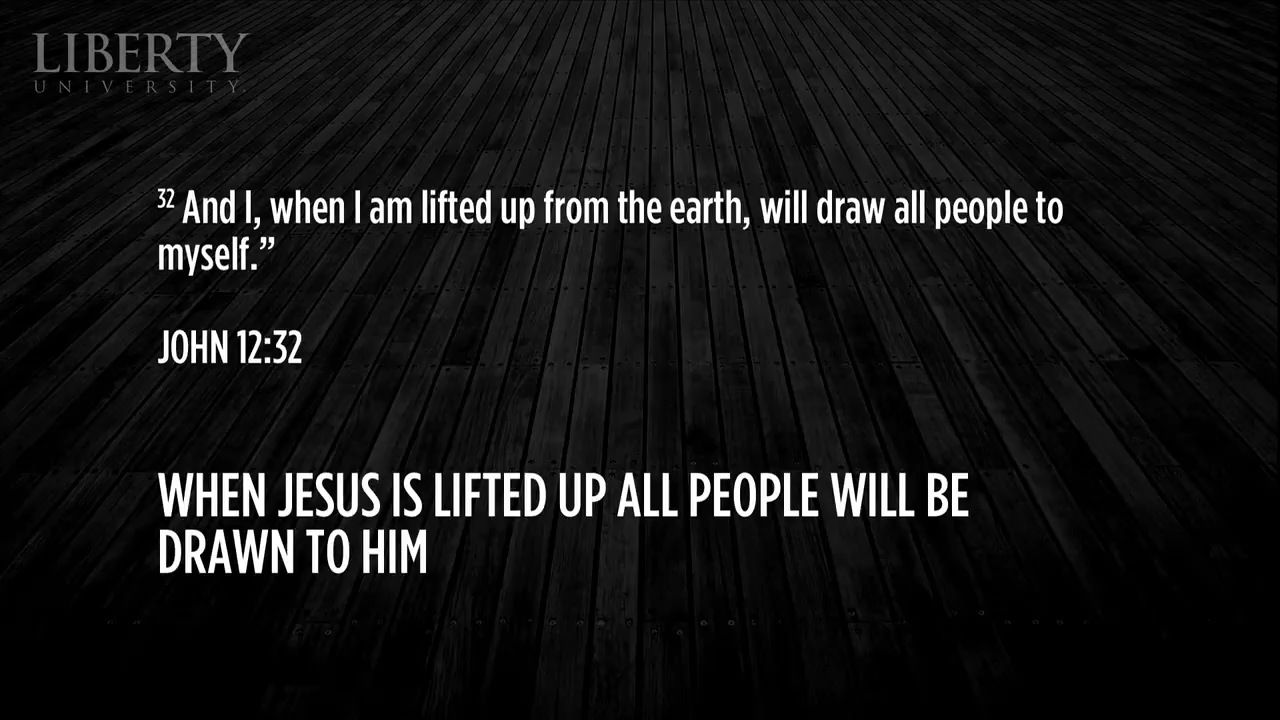 LIBERTY
UNIVERSITY.
32 And I, when I am lifted up from the earth, will draw all people to
myself.”
JOHN 12:32
WHEN JESUS IS LIFTED UP ALL PEOPLE WILL BE
DRAWN TO HIM